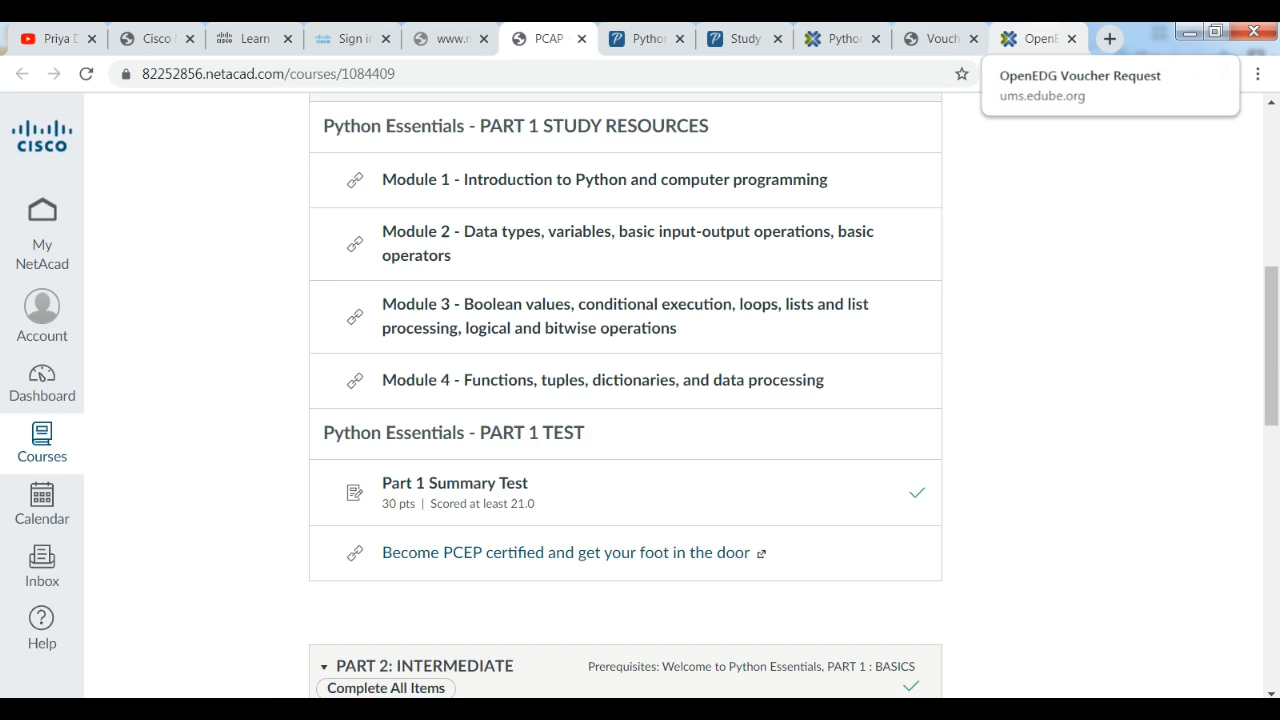 Priya D
Cisco
Learn
Sign in
www.r
PCAP
Python
Study
Python
Vouch
OpenE
82252856.netacad.com/courses/1084409
OpenEDG Voucher Request
ums.edube.org
CISCO
My
NetAcad
Account
Dashboard
Courses
Calendar
Inbox
Help
Python Essentials - PART 1 STUDY RESOURCES
Module 1 - Introduction to Python and computer programming
Module 2 - Data types, variables, basic input-output operations, basic
operators
Module 3 - Boolean values, conditional execution, loops, lists and list
processing, logical and bitwise operations
Module 4 - Functions, tuples, dictionaries, and data processing
Python Essentials - PART 1 TEST
Part 1 Summary Test
30 pts | Scored at least 21.0
Become PCEP certified and get your foot in the door
PART 2: INTERMEDIATE
Prerequisites: Welcome to Python Essentials, PART 1 : BASICS
Complete All Items